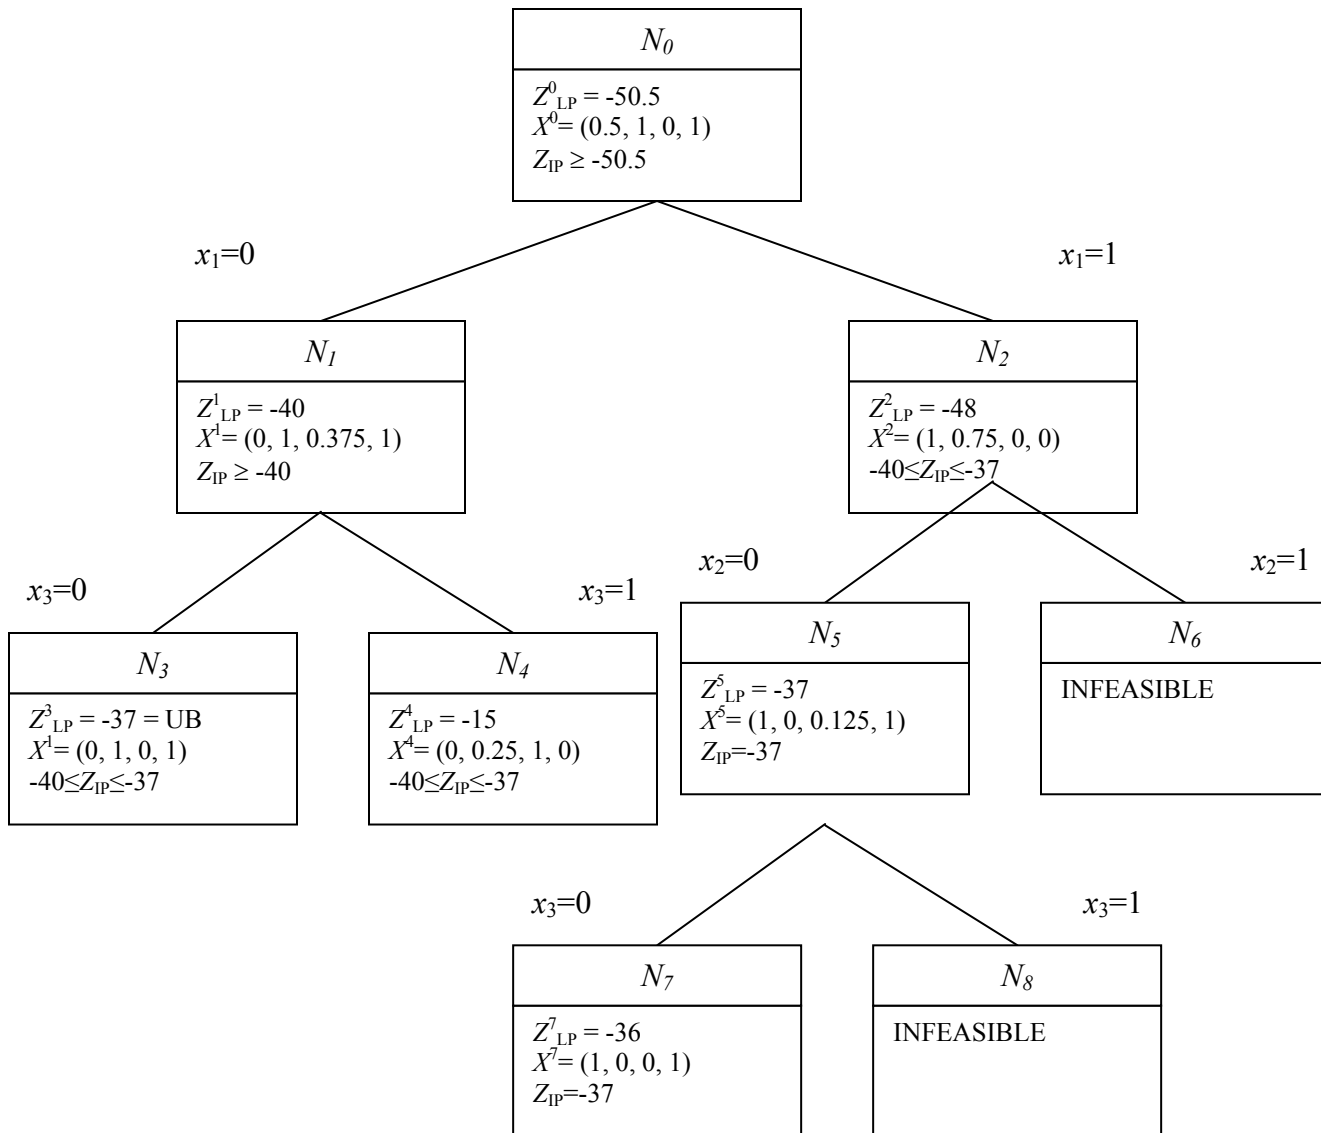 N₀
Z⁰LP = -50.5
X⁰= (0.5, 1, 0, 1)
ZIP ≥ -50.5
x₁=0
x₁=1
N₁
Z¹LP = -40
X¹= (0, 1, 0.375, 1)
ZIP ≥ -40
N₂
Z²LP = -48
X²= (1, 0.75, 0, 0)
-40≤ZIP≤-37
x₃=0
x₃=1
x₂=0
x₂=1
N₃
Z³LP = -37 = UB
X¹= (0, 1, 0, 1)
-40≤ZIP≤-37
N₄
Z⁴LP = -15
X⁴= (0, 0.25, 1, 0)
-40≤ZIP≤-37
N₅
Z⁵LP = -37
X⁵= (1, 0, 0.125, 1)
ZIP=-37
N₆
INFEASIBLE
x₃=0
x₃=1
N₇
Z⁷LP = -36
X⁷= (1, 0, 0, 1)
ZIP=-37
N₈
INFEASIBLE